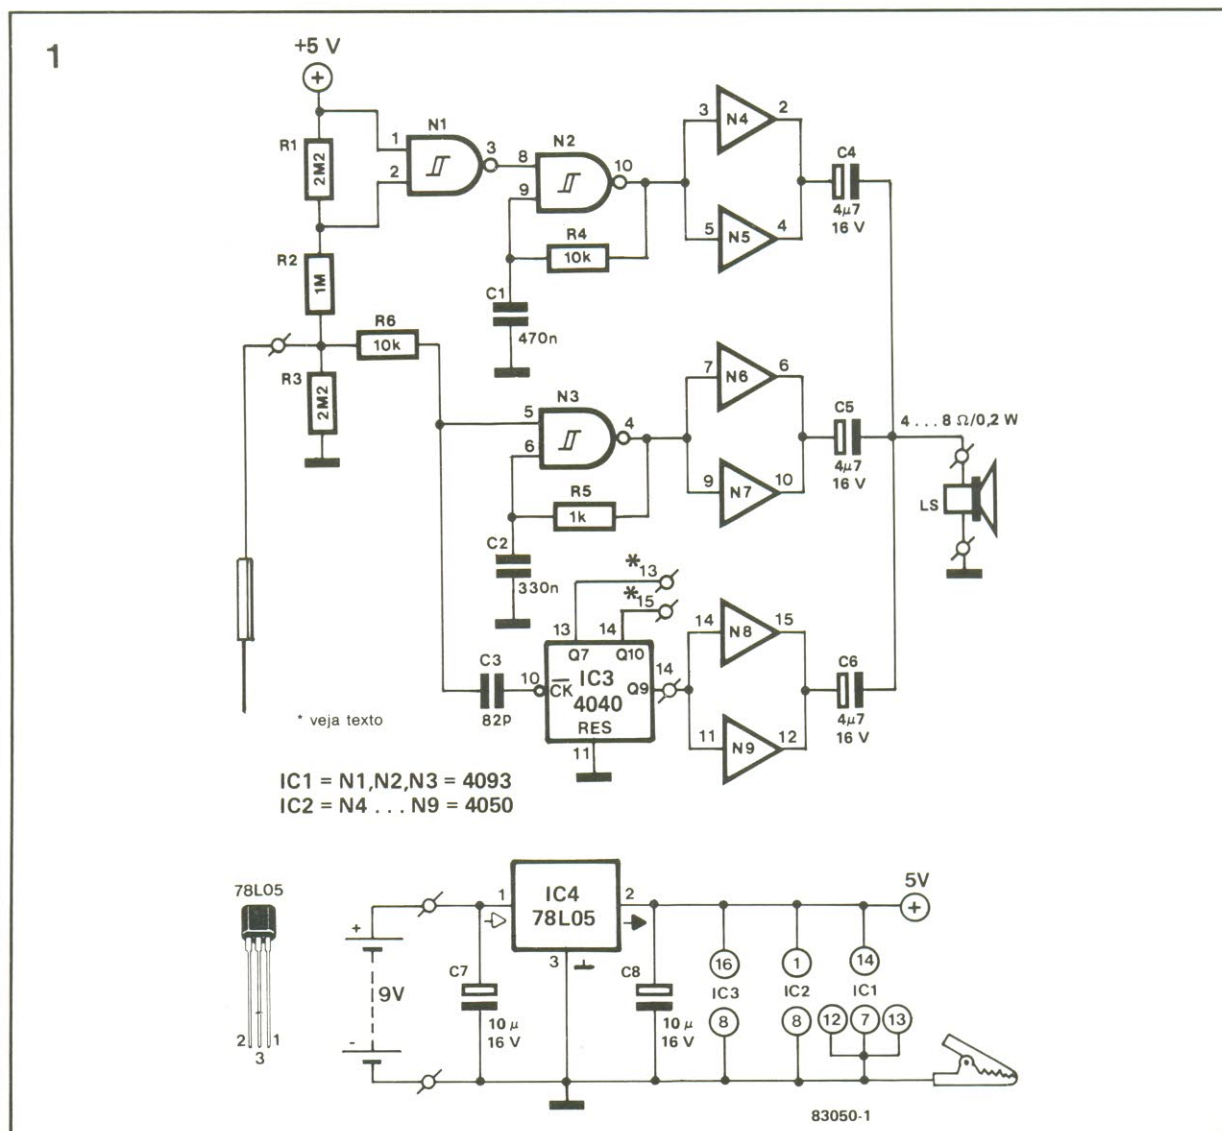 1
+5 V
R1
2M2
R2
1M
R3
2M2
R6
10k
N1
1
2
3
N2
8
9
10
R4
10k
C1
470n
3
N4
2
5
N5
4
C4
4µ7
16 V
N3
5
6
4
R5
1k
C2
330n
7
N6
6
9
N7
10
C5
4µ7
16 V
4 . . . 8 Ω/0,2 W
LS
* 13
* 15
13
14
Q7
Q10
C3
82p
10
CK
IC3
4040
Q9
14
RES
11
14
N8
15
11
N9
12
C6
4µ7
16 V
* veja texto
IC1 = N1,N2,N3 = 4093
IC2 = N4 . . . N9 = 4050
78L05
2
3
1
+
9V
-
C7
10 µ
16 V
1
IC4
78L05
2
3
C8
10 µ
16 V
5V
+
16
IC3
8
1
IC2
8
14
IC1
12
7
13
83050-1